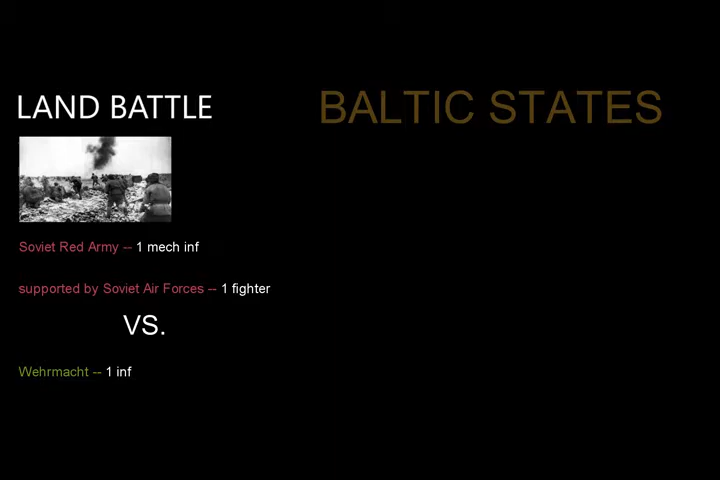 LAND BATTLE
BALTIC STATES
Soviet Red Army -- 1 mech inf
supported by Soviet Air Forces -- 1 fighter
VS.
Wehrmacht -- 1 inf